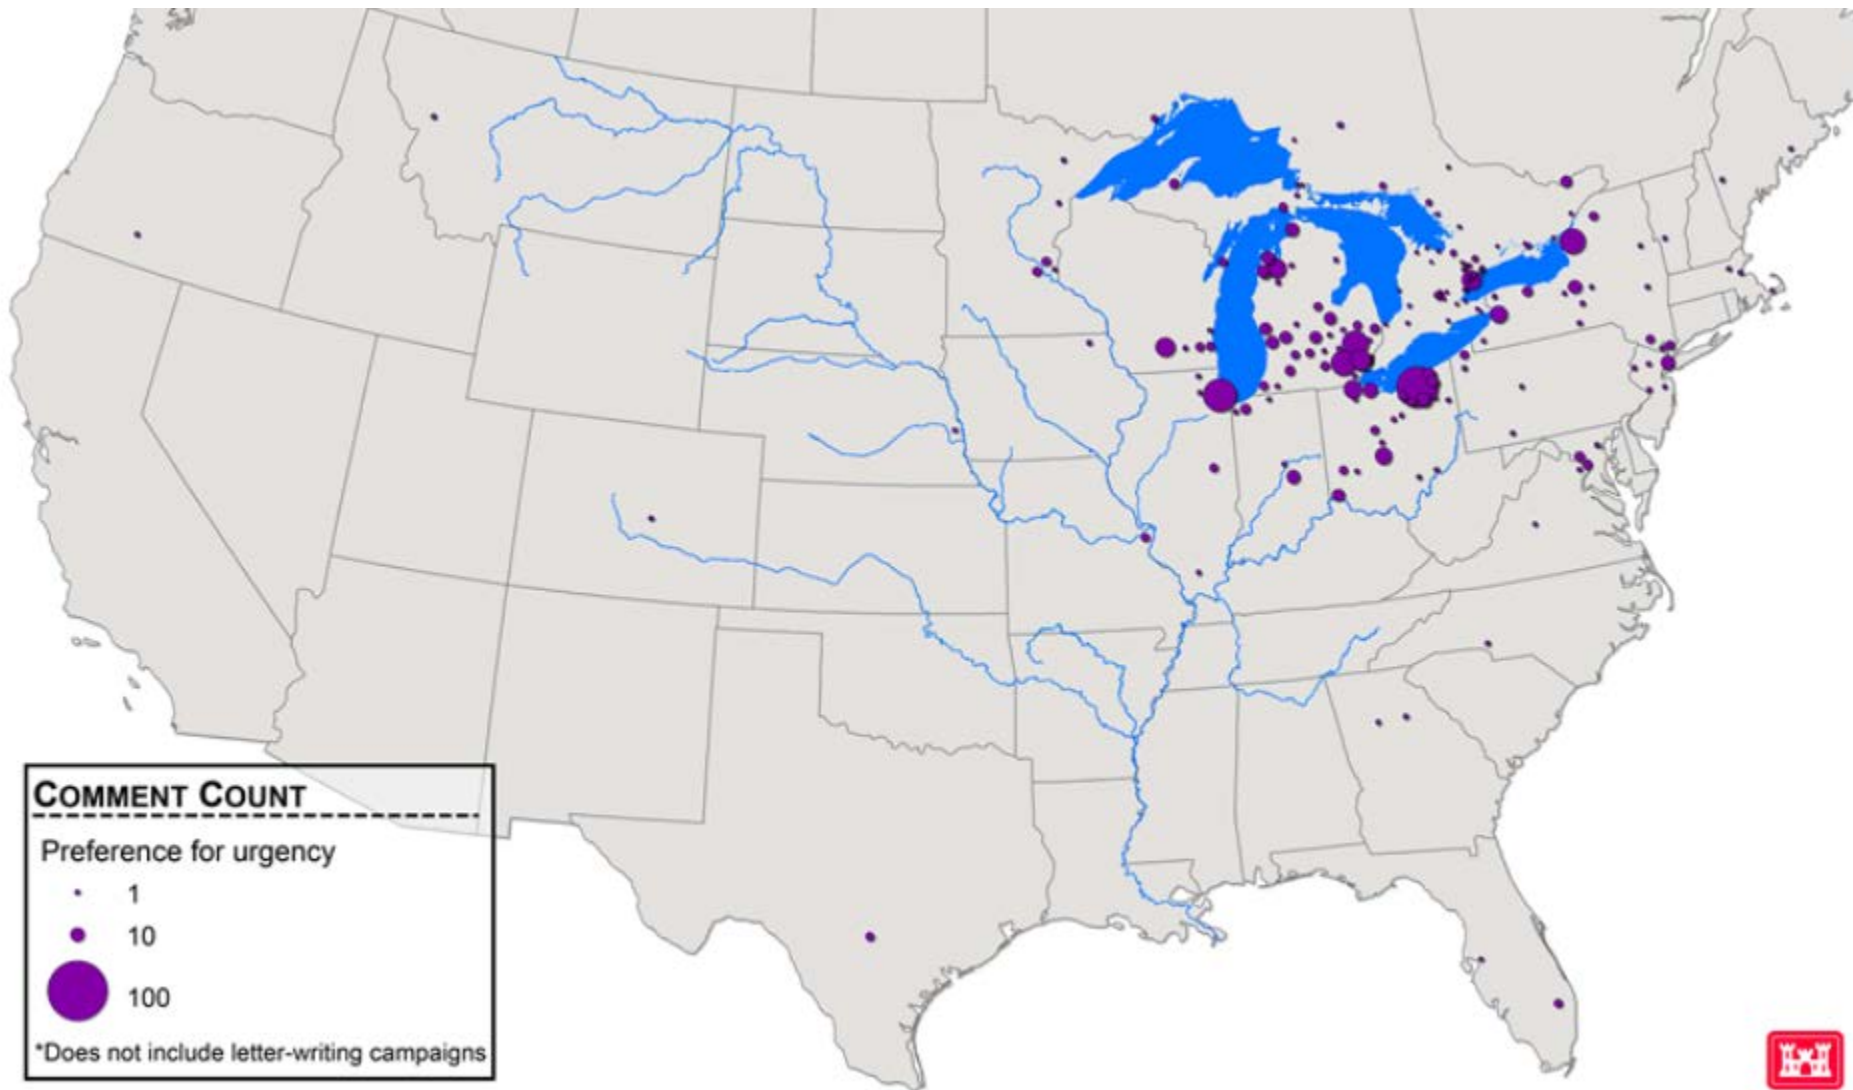 COMMENT COUNT
Preference for urgency
1
10
100
*Does not include letter-writing campaigns